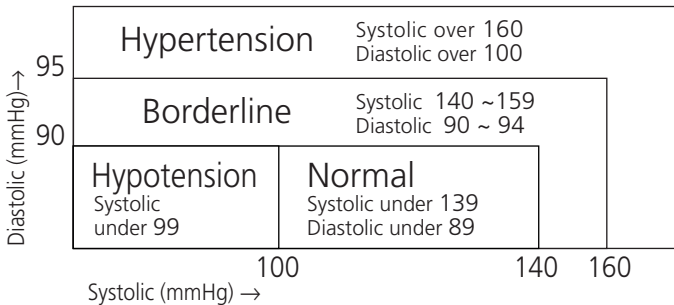 Hypertension
Systolic over 160
Diastolic over 100
95
Borderline
Systolic 140 ~159
Diastolic 90 ~ 94
90
Hypotension
Systolic
under 99
Normal
Systolic under 139
Diastolic under 89
Diastolic (mmHg)→
100
140
160
Systolic (mmHg) →